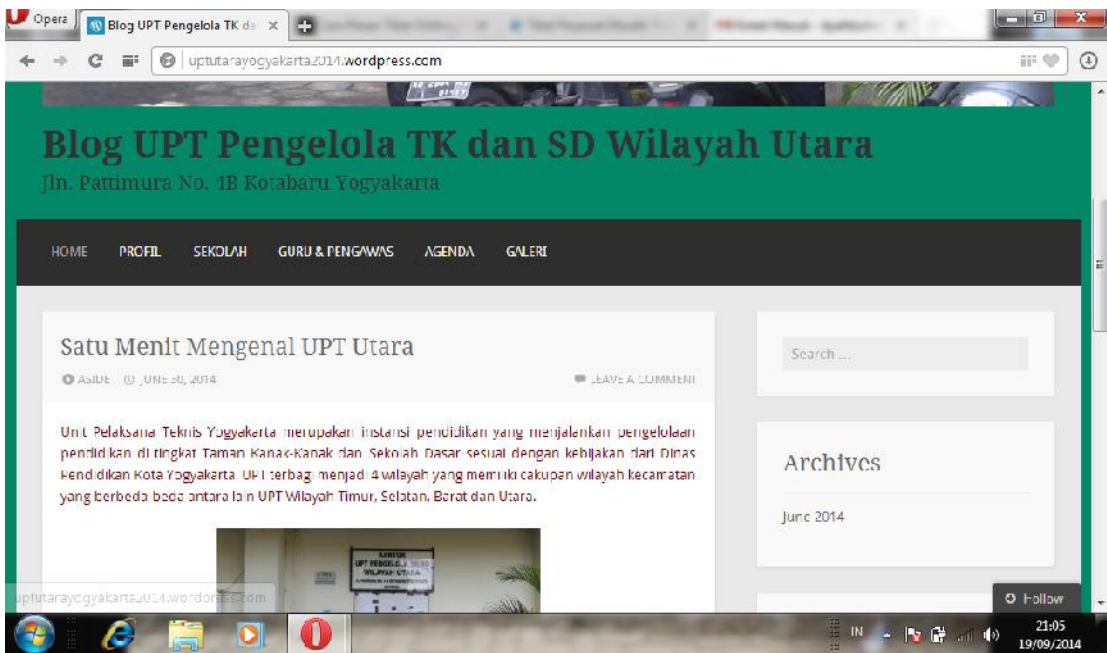 Opera
Blog UPT Pengelola TK da
uptutarayogyakarta2014.wordpress.com
Blog UPT Pengelola TK dan SD Wilayah Utara
Jln. Pattimura No. 4B Kotabaru Yogyakarta
HOME PROFIL SEKOLAH GURU & PENGAWAS AGENDA GALERI
Satu Menit Mengenal UPT Utara
ASIDE JUNE 30, 2014 LEAVE A COMMENT
Search ...
Unit Pelaksana Teknis Yogyakarta merupakan instansi pendidikan yang menjalankan pengelolaan
pendidikan di tingkat Taman Kanak-Kanak dan Sekolah Dasar sesuai dengan kebijakan dari Dinas
Pendidikan Kota Yogyakarta. UPT terbagi menjadi 4 wilayah yang memiliki cakupan wilayah kecamatan
yang berbeda beda antara lain UPT Wilayah Timur, Selatan, Barat dan Utara.
Archives
June 2014
KANTOR
WILAYAH UTARA
uptutarayogyakarta2014.wordpress.com
Follow
IN
21:05
19/09/2014